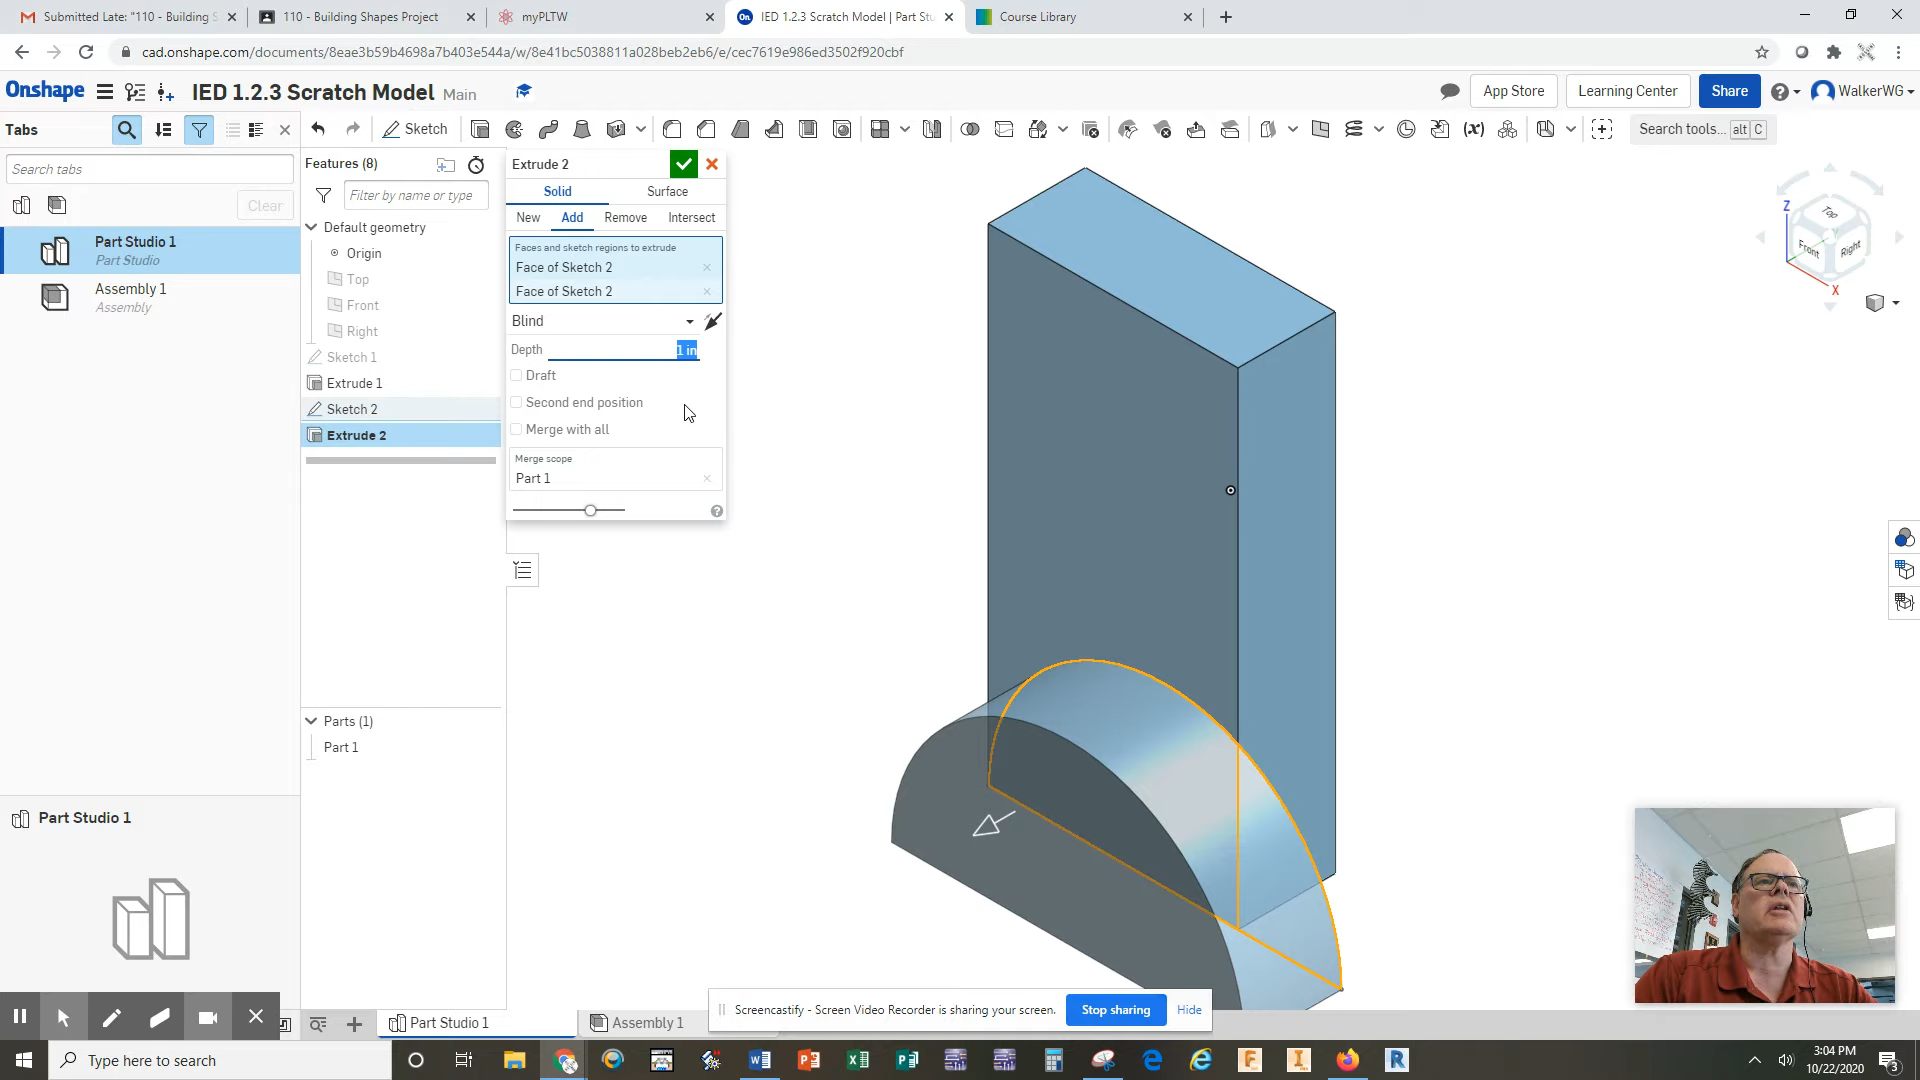 Submitted Late: "110 - Building S
110 - Building Shapes Project
myPLTW
On
IED 1.2.3 Scratch Model | Part Stu
Course Library
cad.onshape.com/documents/8eae3b59b4698a7b403e544a/w/8e41bc5038811a028beb2eb6/e/cec7619e986ed3502f920cbf
Onshape
IED 1.2.3 Scratch Model Main
App Store
Learning Center
Share
WalkerWG
Tabs
Sketch
Search tools... alt C
Search tabs
Clear
Part Studio 1
Part Studio
Assembly 1
Assembly
Features (8)
Filter by name or type
Default geometry
Origin
Top
Front
Right
Sketch 1
Extrude 1
Sketch 2
Extrude 2
Parts (1)
Part 1
Extrude 2
Solid
Surface
New
Add
Remove
Intersect
Faces and sketch regions to extrude
Face of Sketch 2
Face of Sketch 2
Blind
Depth
1 in
Draft
Second end position
Merge with all
Merge scope
Part 1
Z
Top
Front
Right
X
Part Studio 1
Part Studio 1
Assembly 1
Screencastify - Screen Video Recorder is sharing your screen.
Stop sharing
Hide
Type here to search
3:04 PM
10/22/2020
3